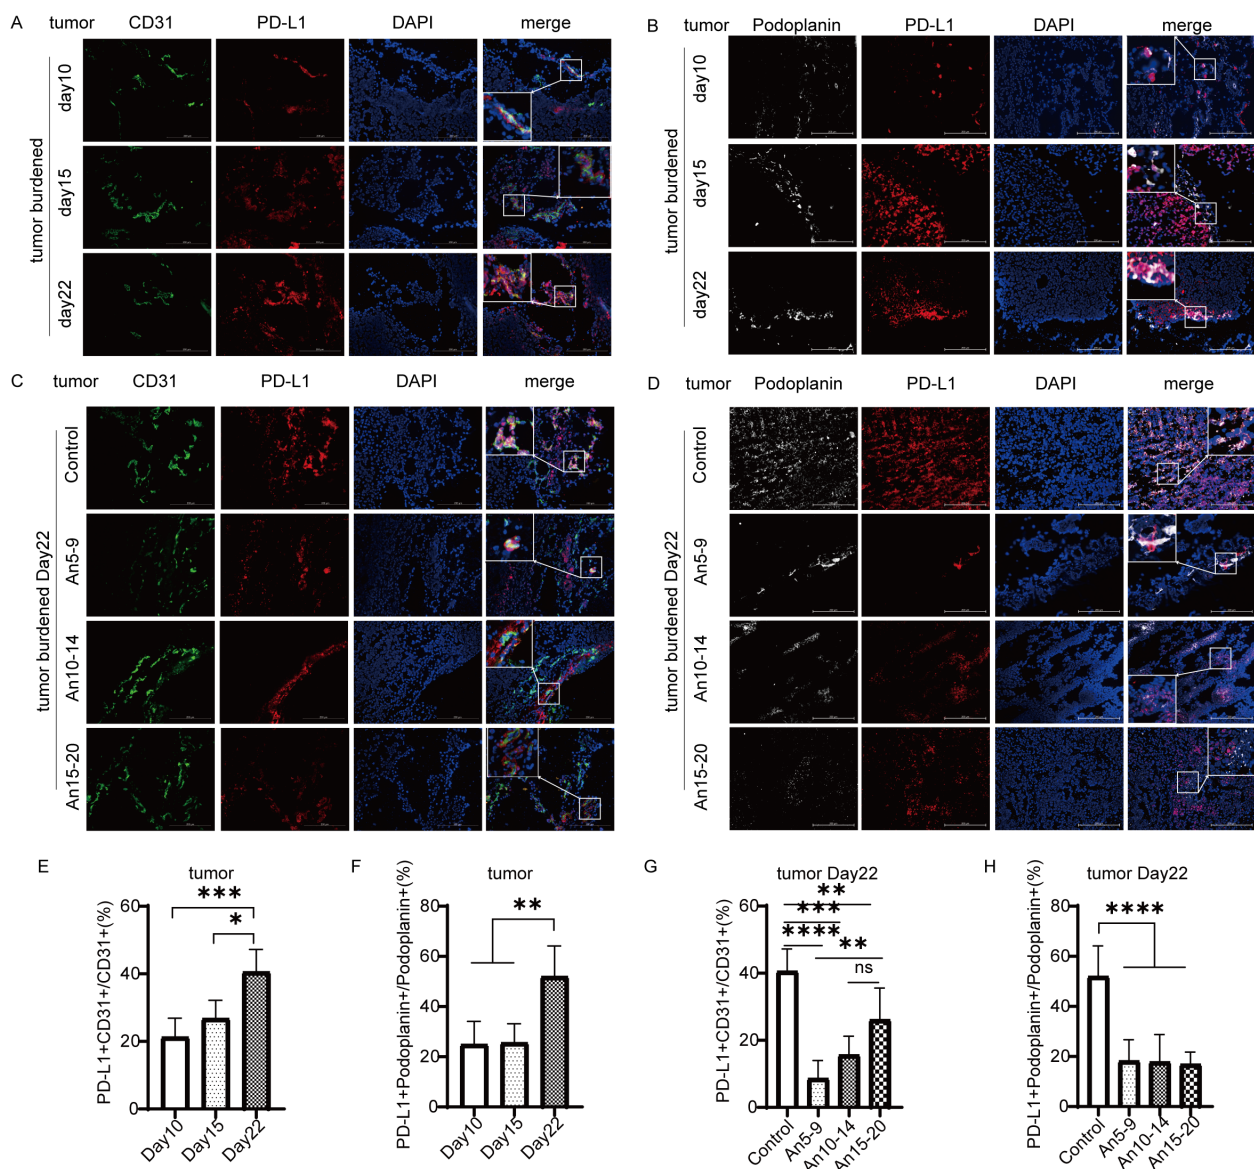 A tumor CD31 PD-L1 DAPI merge
tumor burdened
day10
day15
day22
B tumor Podoplanin PD-L1 DAPI merge
tumor burdened
day10
day15
day22
C tumor CD31 PD-L1 DAPI merge
tumor burdened Day22
Control
An5-9
An10-14
An15-20
D tumor Podoplanin PD-L1 DAPI merge
tumor burdened Day22
Control
An5-9
An10-14
An15-20
E
tumor
PD-L1+CD31+/CD31+(%)
80
60
40
20
0
***
*
Day10 Day15 Day22
F
tumor
PD-L1+Podoplanin+/Podoplanin+(%)
80
60
40
20
0
**
Day10 Day15 Day22
G
tumor Day22
PD-L1+CD31+/CD31+(%)
60
40
20
0
**
***
****
**
ns
Control An5-9 An10-14 An15-20
H
tumor Day22
PD-L1+Podoplanin+/Podoplanin+(%)
80
60
40
20
0
****
Control An5-9 An10-14 An15-20